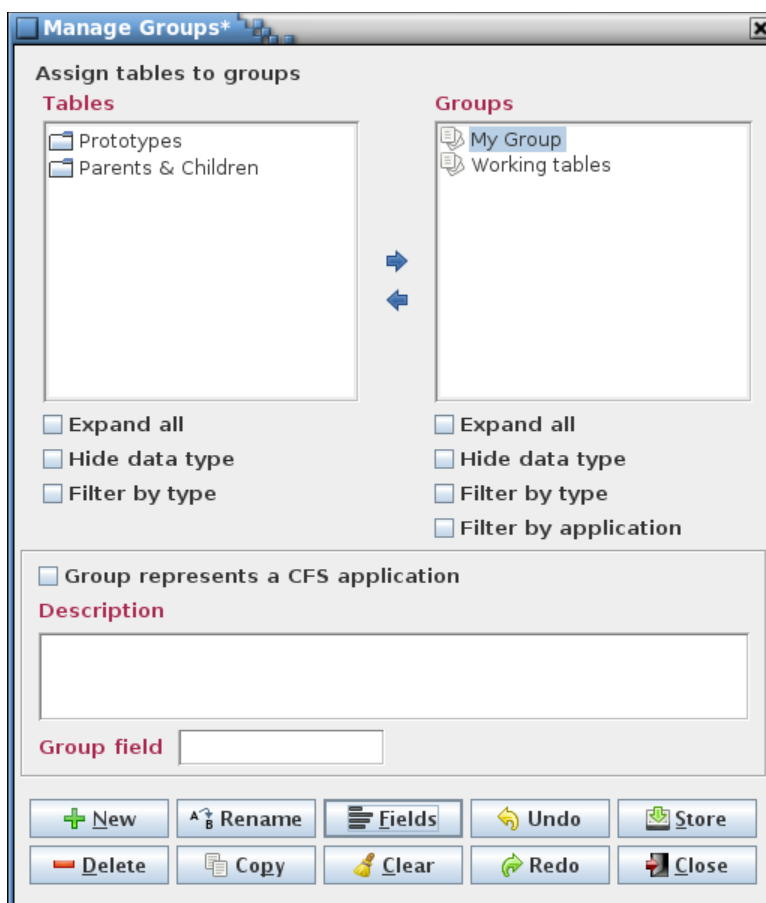 Manage Groups*
Assign tables to groups
Tables
Prototypes
Parents & Children
Expand all
Hide data type
Filter by type
Groups
My Group
Working tables
Expand all
Hide data type
Filter by type
Filter by application
Group represents a CFS application
Description
Group field
New
Rename
Fields
Undo
Store
Delete
Copy
Clear
Redo
Close